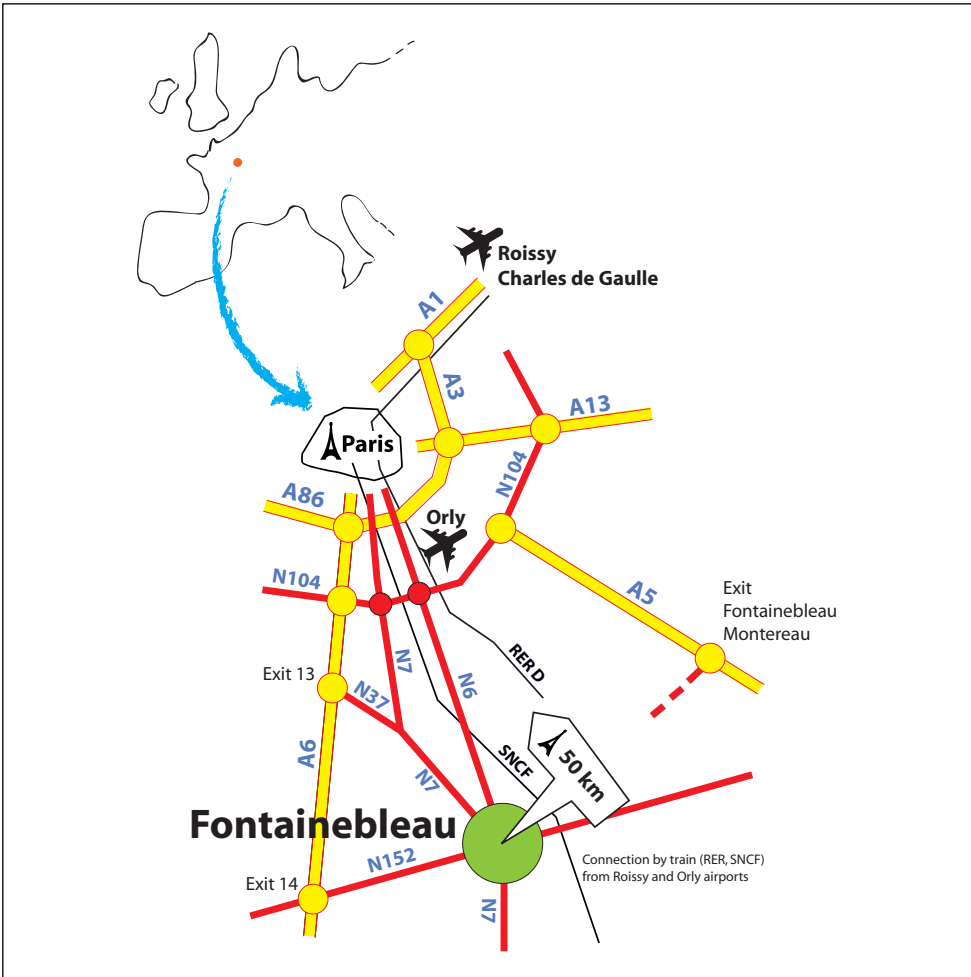 Roissy
Charles de Gaulle
A1
A3
A13
Paris
N104
A86
Orly
N104
A5
Exit
Fontainebleau
Montereau
N7
RER D
Exit 13
N37
N6
A6
SNCF
50 km
N7
Fontainebleau
N152
Connection by train (RER, SNCF)
from Roissy and Orly airports
Exit 14
N7